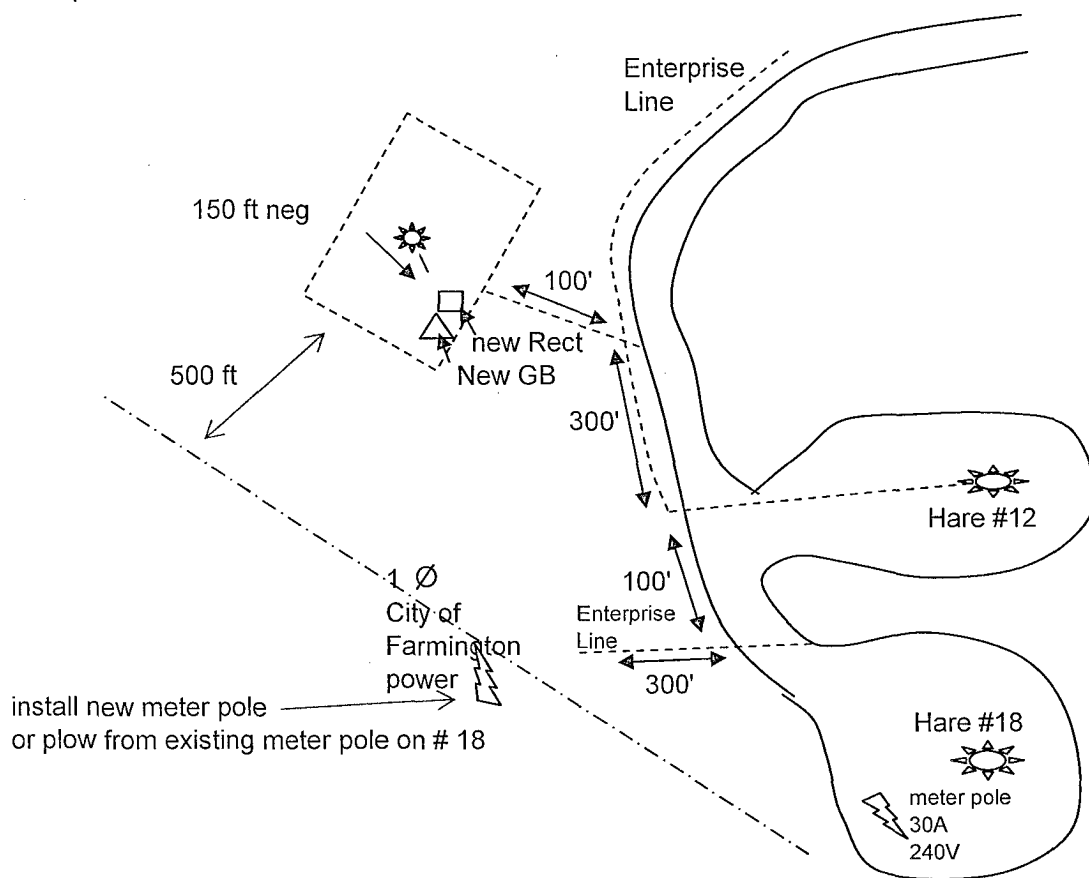 Enterprise
Line
150 ft neg
100'
new Rect
New GB
500 ft
300'
Hare #12
1 Ø
City of
Farmington
power
100'
Enterprise
Line
300'
install new meter pole
or plow from existing meter pole on # 18
Hare #18
meter pole
30A
240V